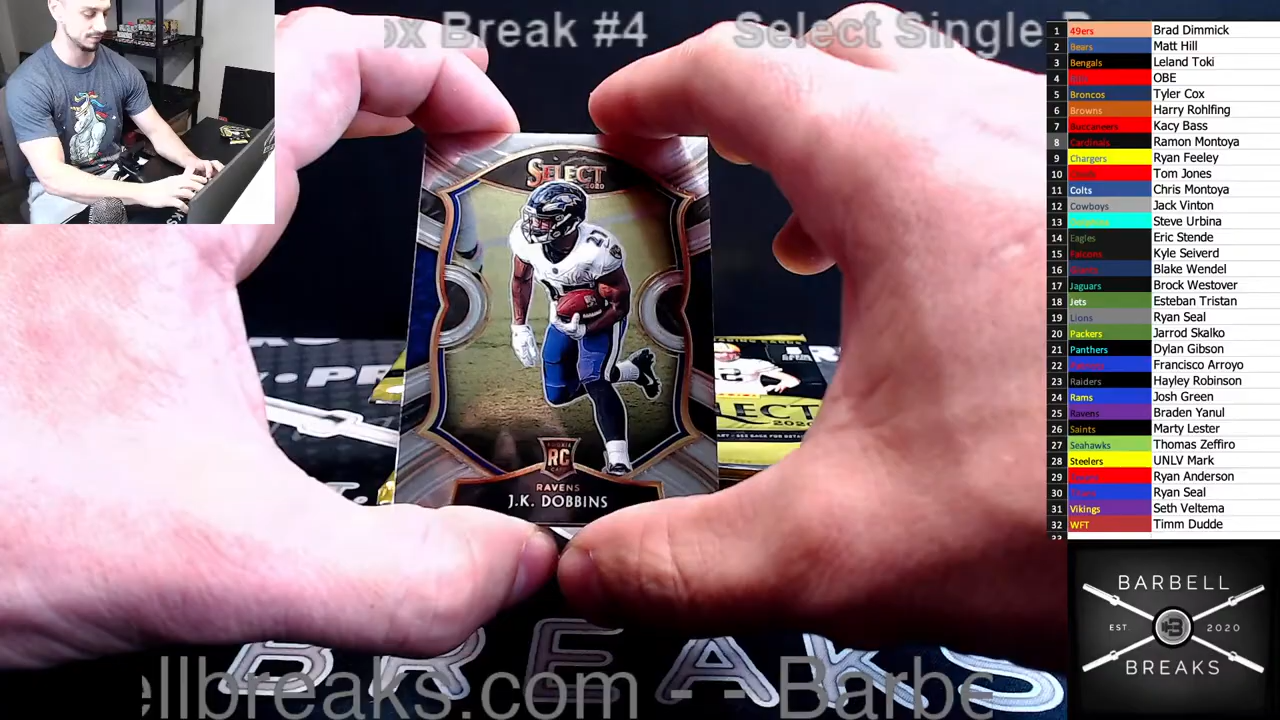 ox Break #4 Select Single B
SELECT
2020
27
RC
RAVENS
J.K. DOBBINS
BREAKS
ellbreaks.com - - Barbe
1 49ers Brad Dimmick
2 Bears Matt Hill
3 Bengals Leland Toki
4 OBE
5 Broncos Tyler Cox
6 Browns Harry Rohlfing
7 Buccaneers Kacy Bass
8 Cardinals Ramon Montoya
9 Chargers Ryan Feeley
10 Chiefs Tom Jones
11 Colts Chris Montoya
12 Cowboys Jack Vinton
13 Steve Urbina
14 Eagles Eric Stende
15 Falcons Kyle Seiverd
16 Giants Blake Wendel
17 Jaguars Brock Westover
18 Jets Esteban Tristan
19 Lions Ryan Seal
20 Packers Jarrod Skalko
21 Panthers Dylan Gibson
22 Francisco Arroyo
23 Raiders Hayley Robinson
24 Rams Josh Green
25 Ravens Braden Yanul
26 Saints Marty Lester
27 Seahawks Thomas Zeffiro
28 Steelers UNLV Mark
29 Ryan Anderson
30 Ryan Seal
31 Vikings Seth Veltema
32 WFT Timm Dudde
33
BARBELL
EST. 2020
BREAKS